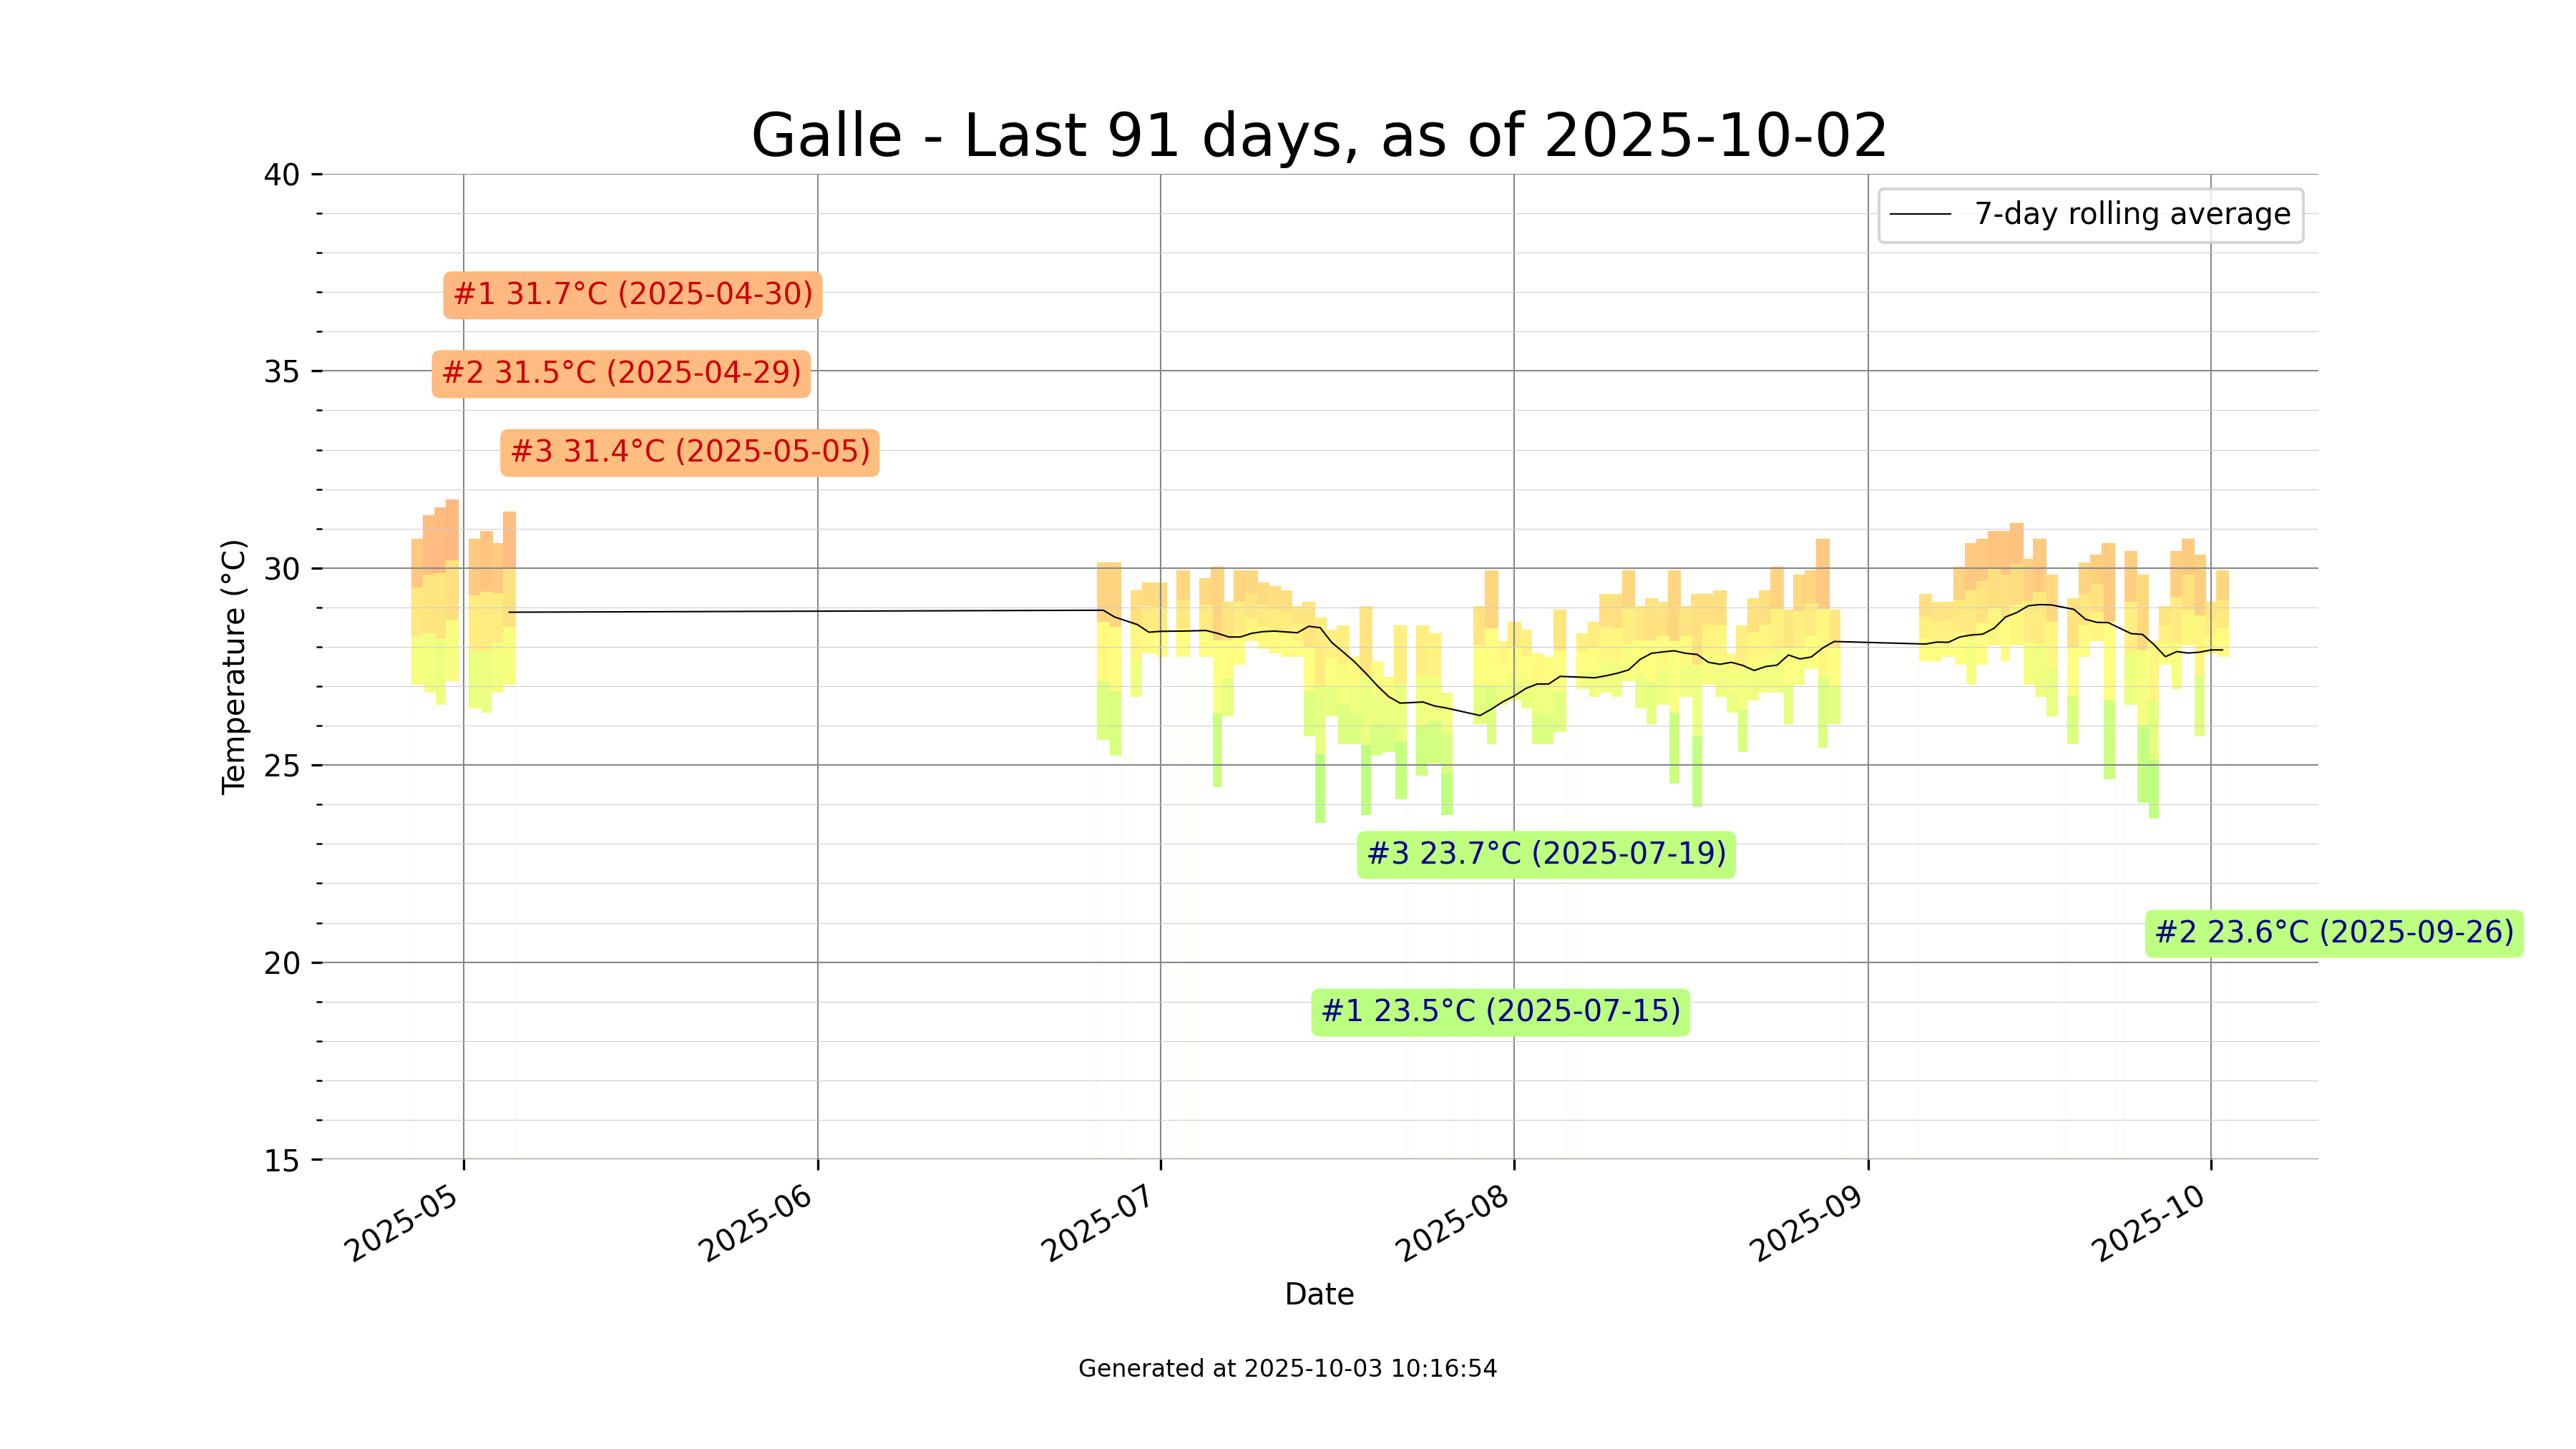 Galle - Last 91 days, as of 2025-10-02
7-day rolling average
#1 31.7°C (2025-04-30)
#2 31.5°C (2025-04-29)
#3 31.4°C (2025-05-05)
#3 23.7°C (2025-07-19)
#2 23.6°C (2025-09-26)
#1 23.5°C (2025-07-15)
Temperature (°C)
40
35
30
25
20
15
2025-05
2025-06
2025-07
2025-08
2025-09
2025-10
Date
Generated at 2025-10-03 10:16:54